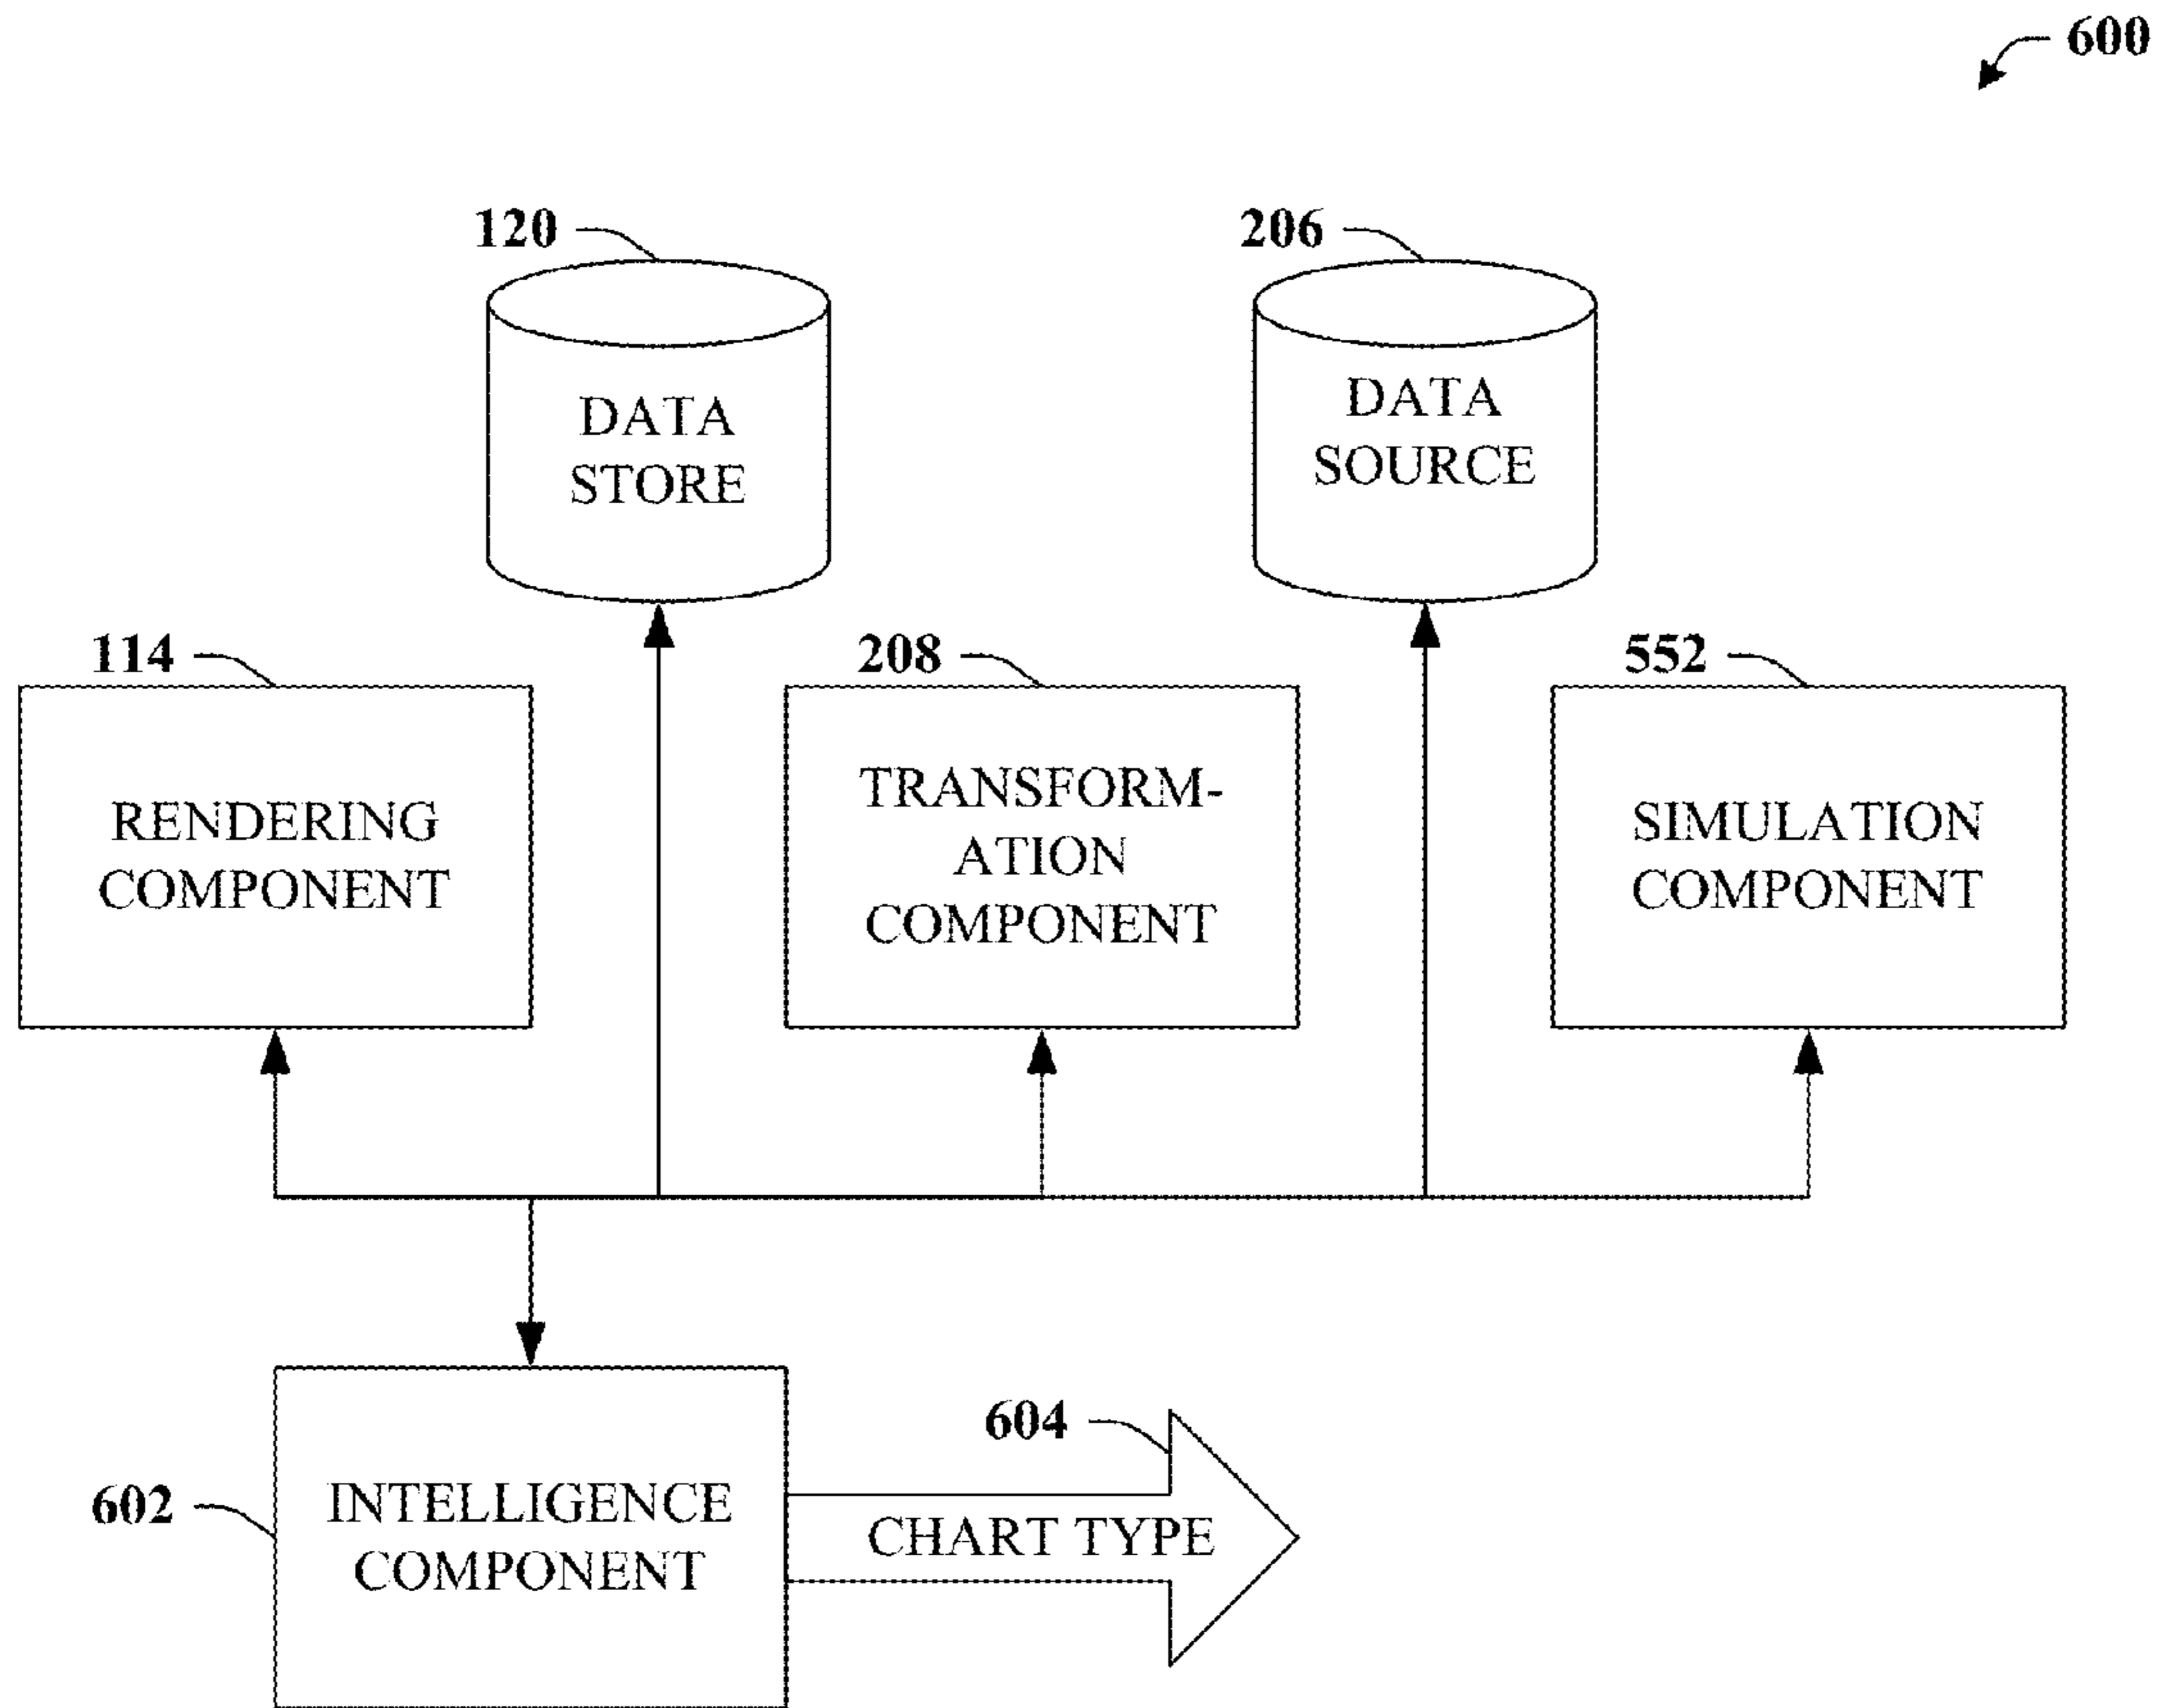 600
120
206
DATA
STORE
DATA
SOURCE
114
208
552
RENDERING
COMPONENT
TRANSFORM-
ATION
COMPONENT
SIMULATION
COMPONENT
604
602
INTELLIGENCE
COMPONENT
CHART TYPE